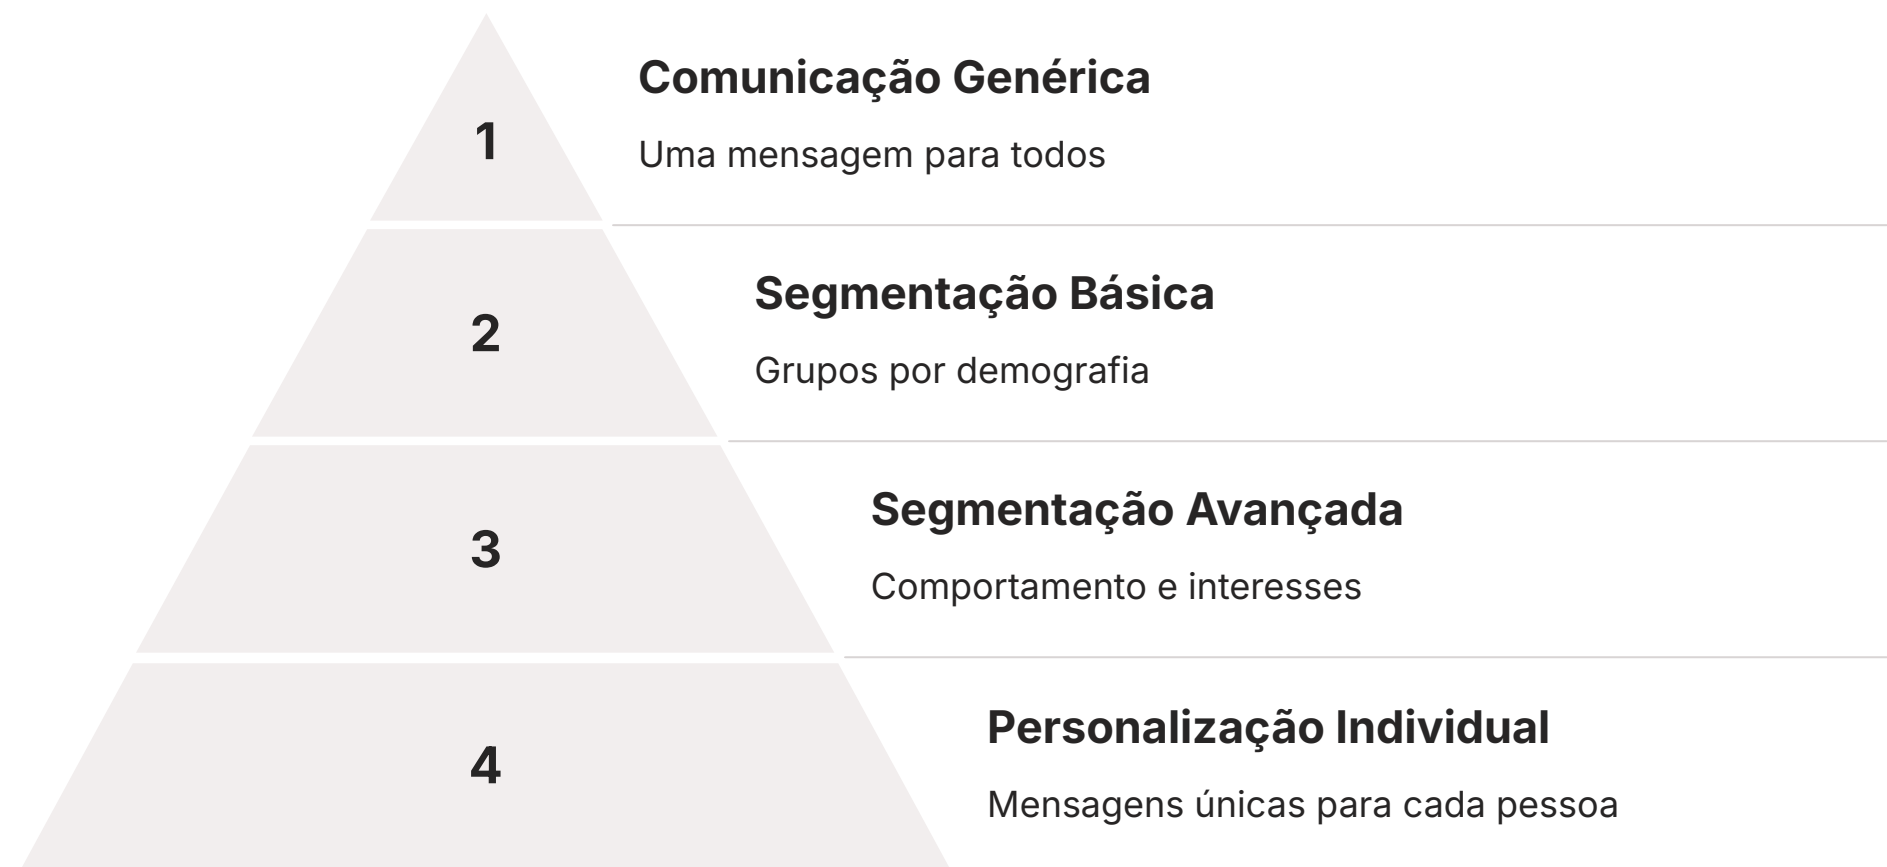 1
Comunicação Genérica
Uma mensagem para todos
2
Segmentação Básica
Grupos por demografia
3
Segmentação Avançada
Comportamento e interesses
4
Personalização Individual
Mensagens únicas para cada pessoa